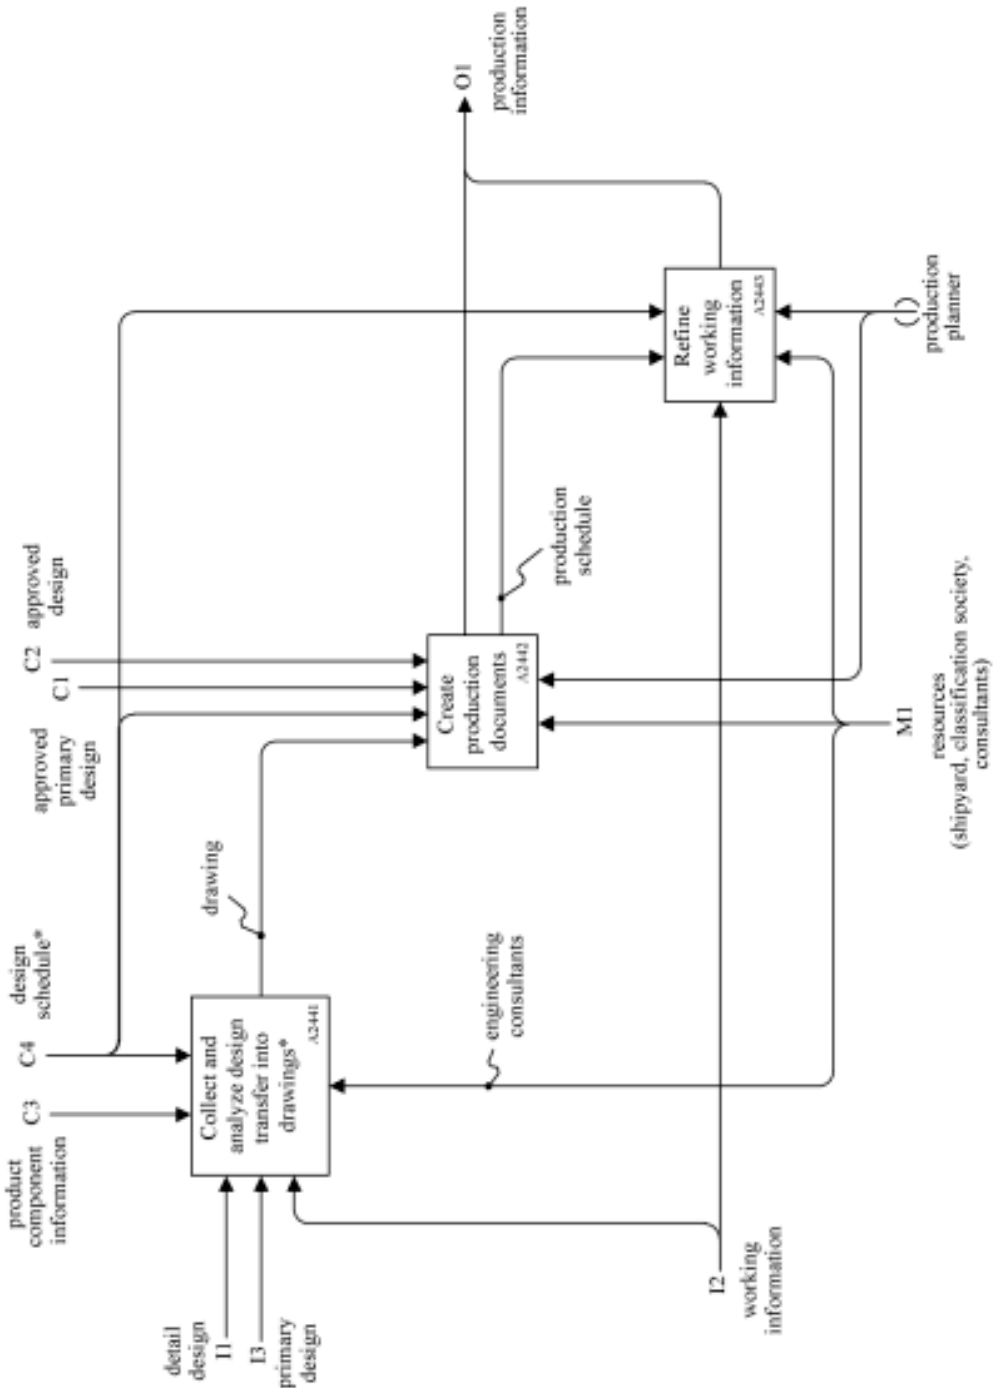 product
component
information
C3
C4
design
schedule*
approved
primary
design
C1
C2
approved
design
detail
design
I1
I3
primary
design
Collect and
analyze design
transfer into
drawings*
A2441
drawing
engineering
consultants
Create
production
documents
A2442
production
schedule
Refine
working
information
A2443
O1
production
information
I2
working
information
M1
resources
(shipyard, classification society,
consultants)
( )
production
planner